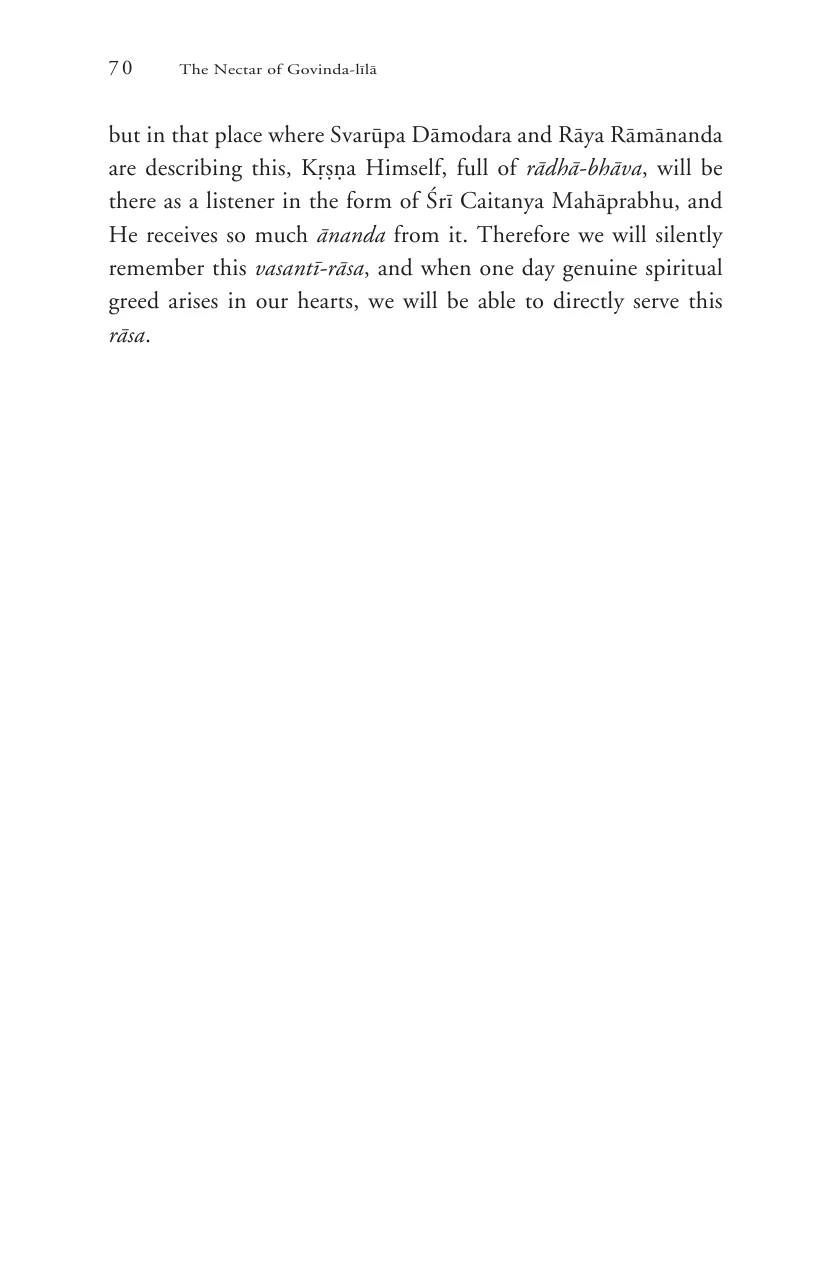 70 The Nectar of Govinda-līlā
but in that place where Svarūpa Dāmodara and Rāya Rāmānanda
are describing this, Kṛṣṇa Himself, full of rādhā-bhāva, will be
there as a listener in the form of Śrī Caitanya Mahāprabhu, and
He receives so much ānanda from it. Therefore we will silently
remember this vasantī-rāsa, and when one day genuine spiritual
greed arises in our hearts, we will be able to directly serve this
rāsa.